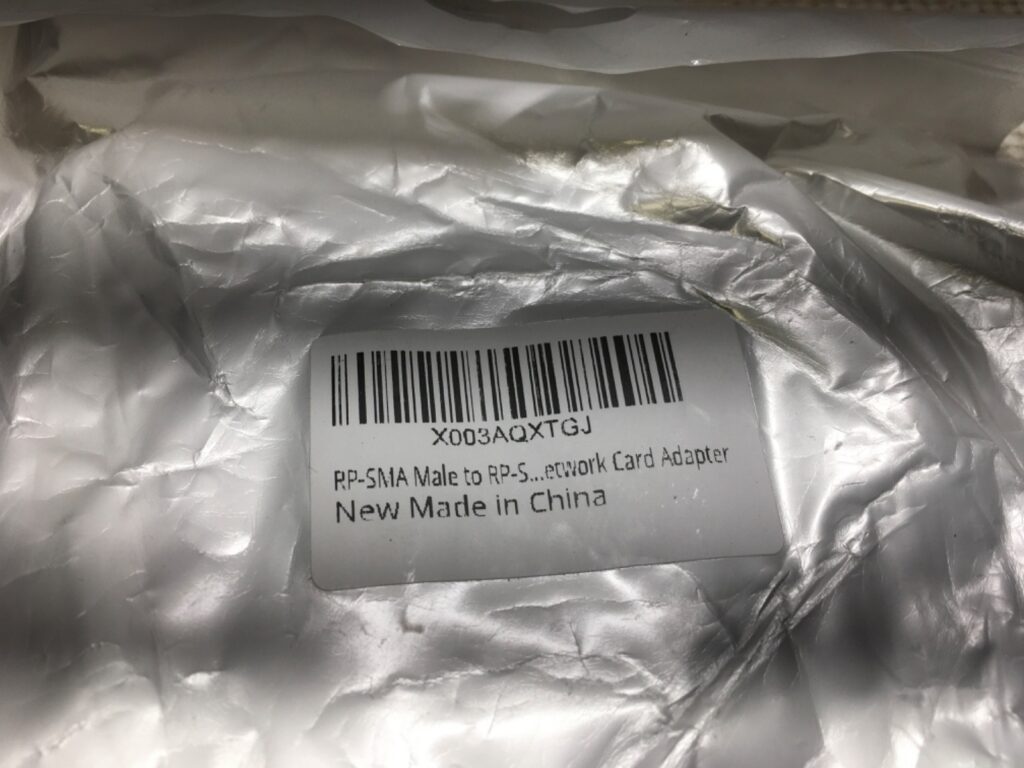 X003AQXTGJ
RP-SMA Male to RP-S...etwork Card Adapter
New Made in China